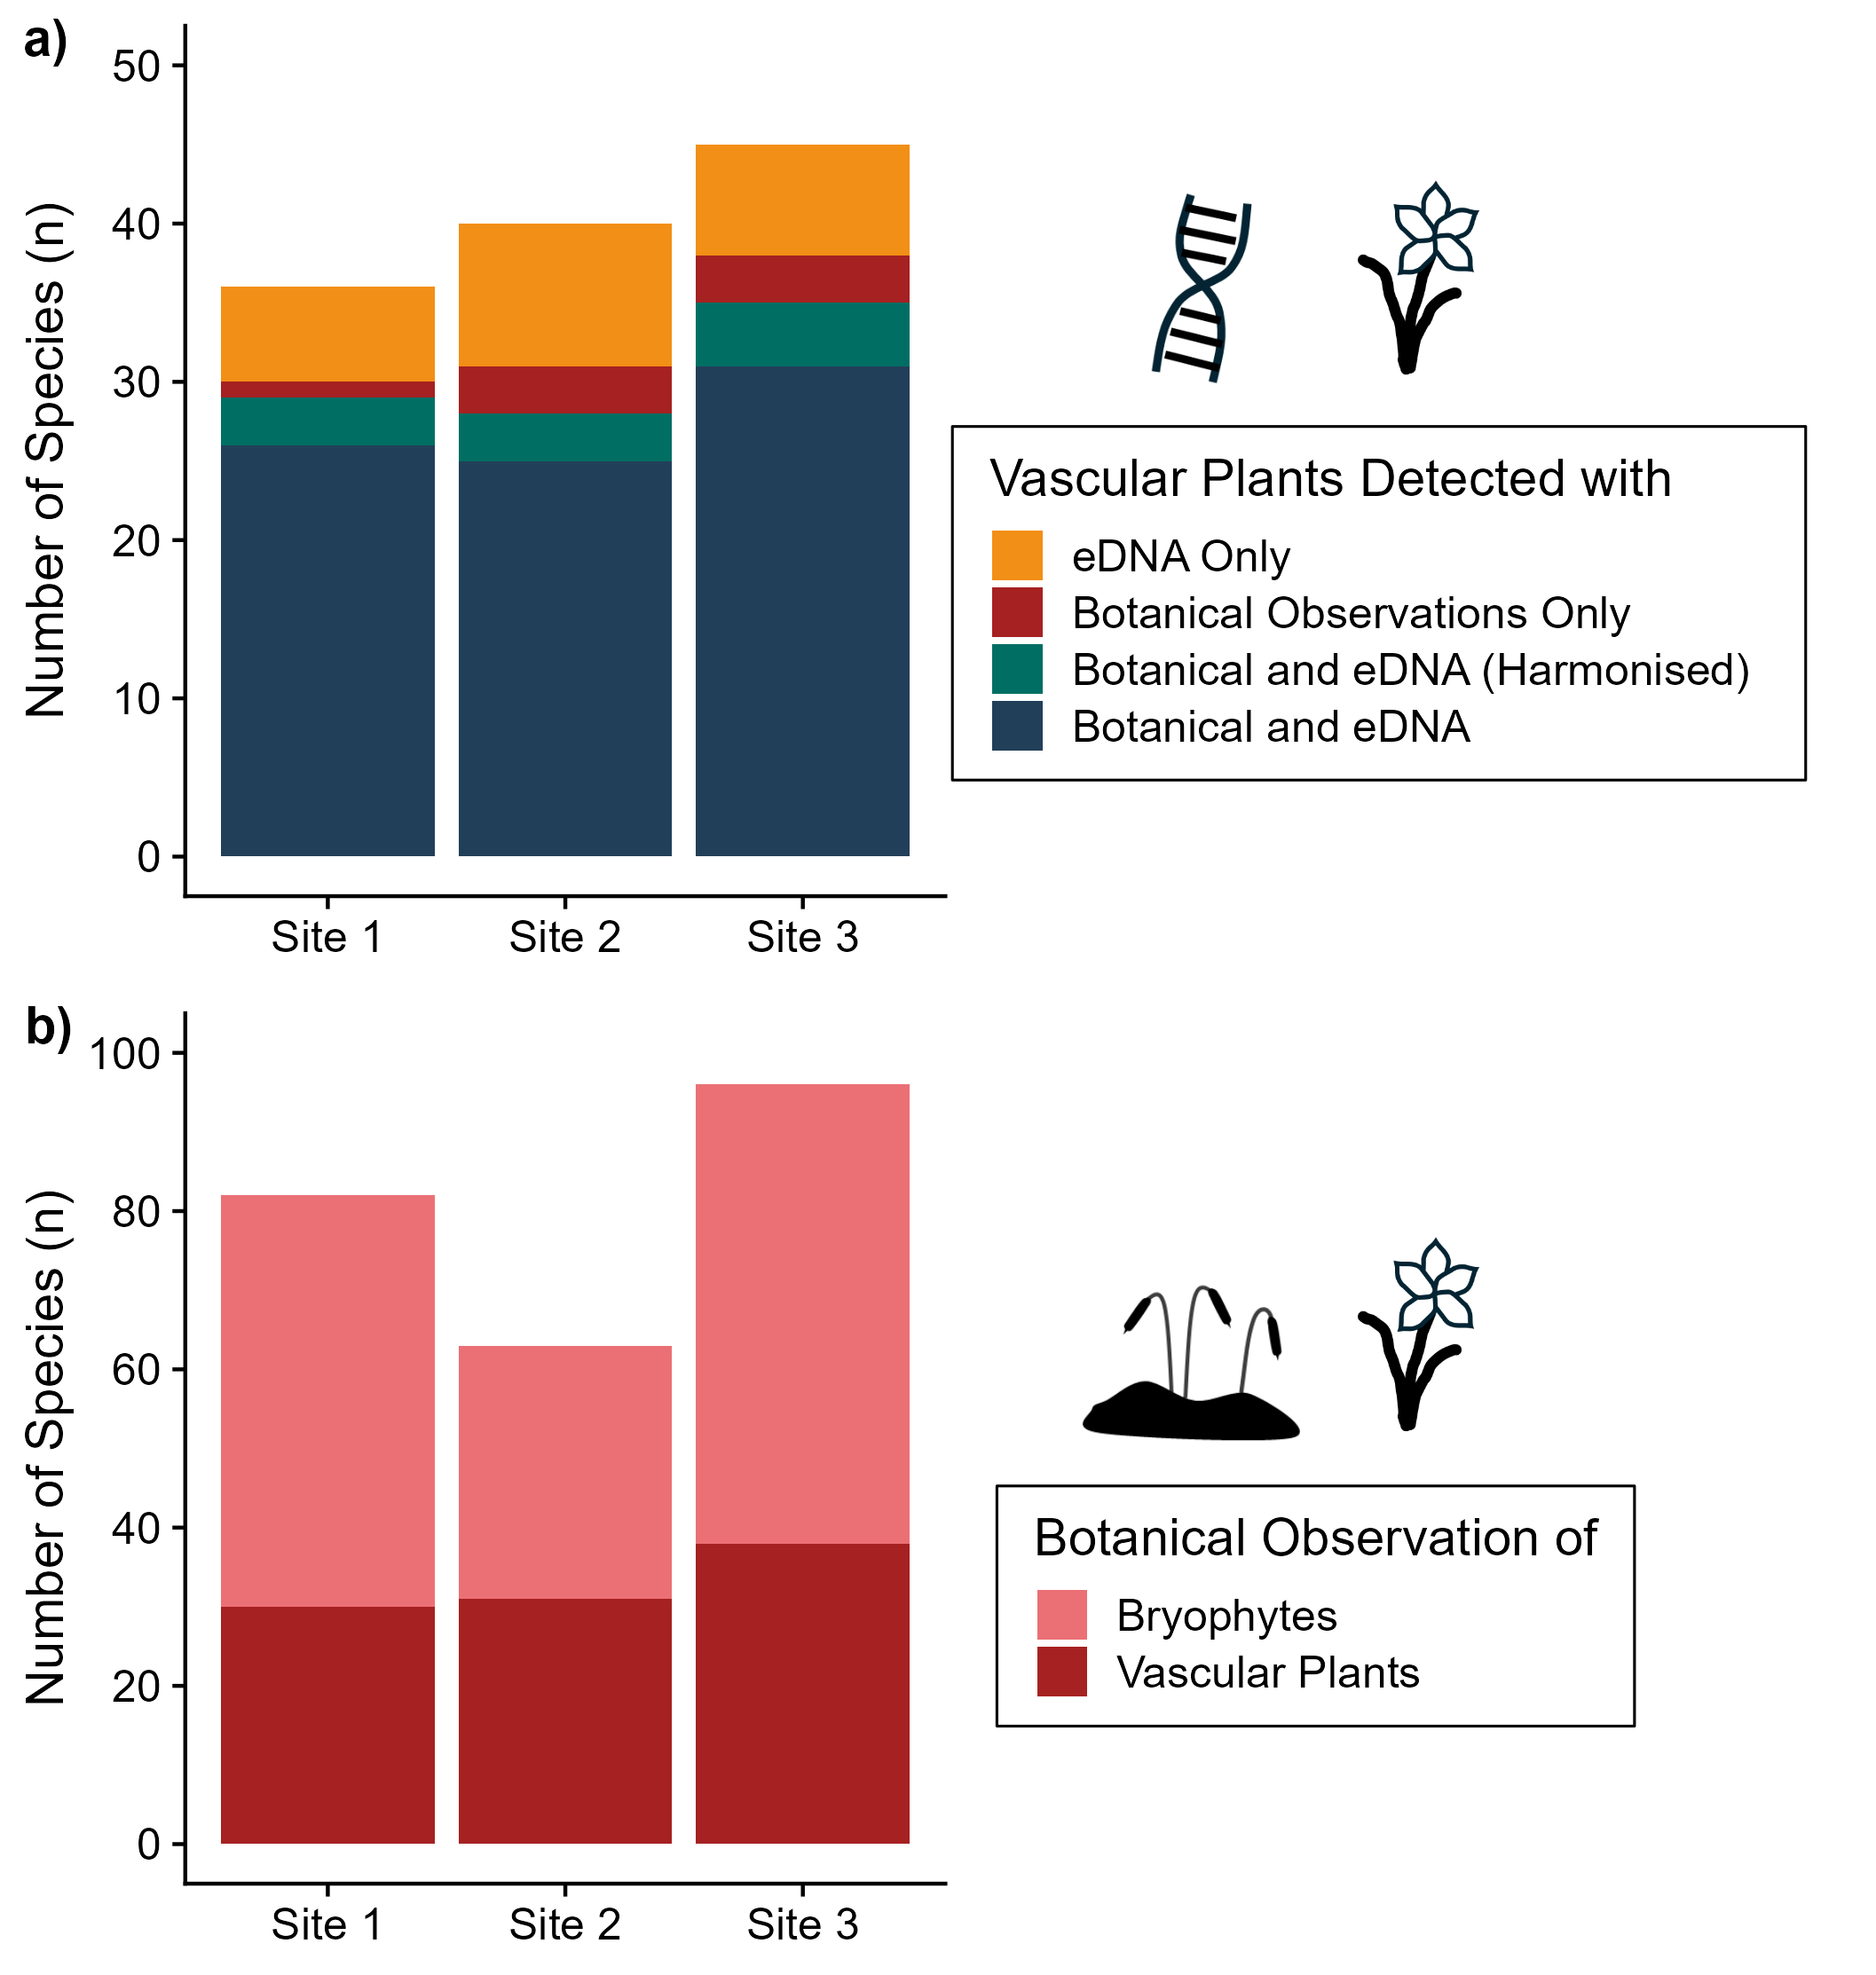 a)
Number of Species (n)
50
40
30
20
10
0
Site 1
Site 2
Site 3
Vascular Plants Detected with
eDNA Only
Botanical Observations Only
Botanical and eDNA (Harmonised)
Botanical and eDNA
b)
Number of Species (n)
100
80
60
40
20
0
Site 1
Site 2
Site 3
Botanical Observation of
Bryophytes
Vascular Plants